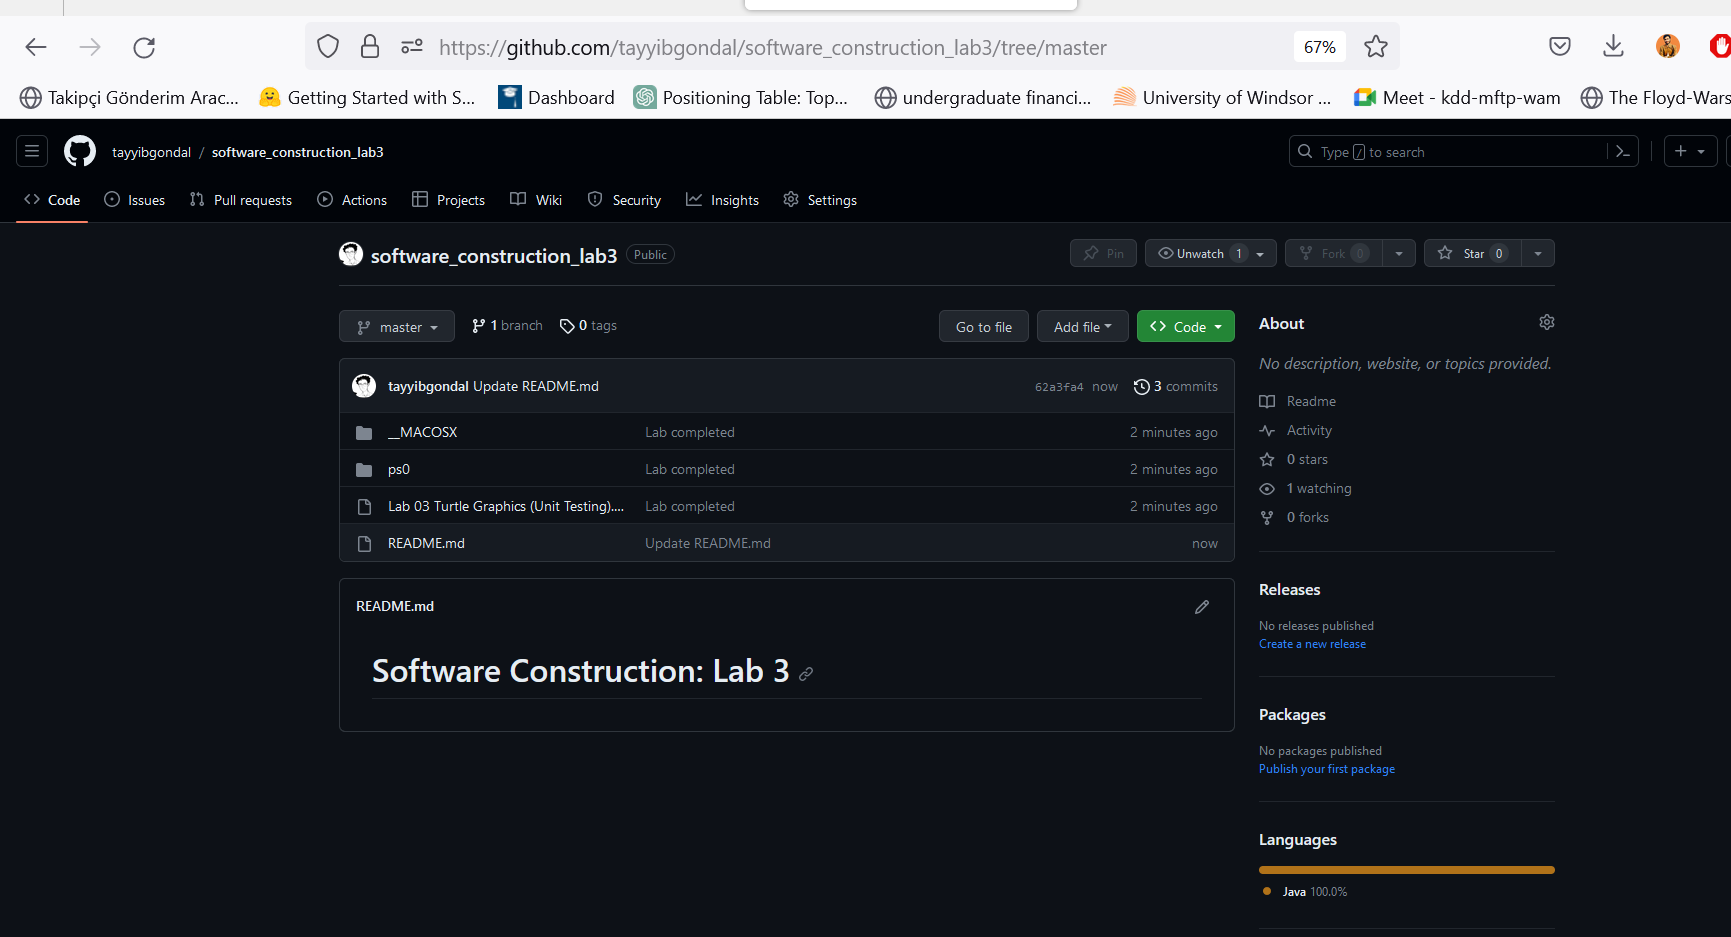 https://github.com/tayyibgondal/software_construction_lab3/tree/master
67%
Takipçi Gönderim Arac...
Getting Started with S...
Dashboard
Positioning Table: Top...
undergraduate financi...
University of Windsor ...
Meet - kdd-mftp-wam
The Floyd-Wars
tayyibgondal / software_construction_lab3
Type / to search
Code
Issues
Pull requests
Actions
Projects
Wiki
Security
Insights
Settings
software_construction_lab3 Public
Pin
Unwatch 1
Fork 0
Star 0
master
1 branch
0 tags
Go to file
Add file
Code
tayyibgondal Update README.md 62a3fa4 now 3 commits
__MACOSX Lab completed 2 minutes ago
ps0 Lab completed 2 minutes ago
Lab 03 Turtle Graphics (Unit Testing).... Lab completed 2 minutes ago
README.md Update README.md now
README.md
Software Construction: Lab 3
About
No description, website, or topics provided.
Readme
Activity
0 stars
1 watching
0 forks
Releases
No releases published
Create a new release
Packages
No packages published
Publish your first package
Languages
Java 100.0%